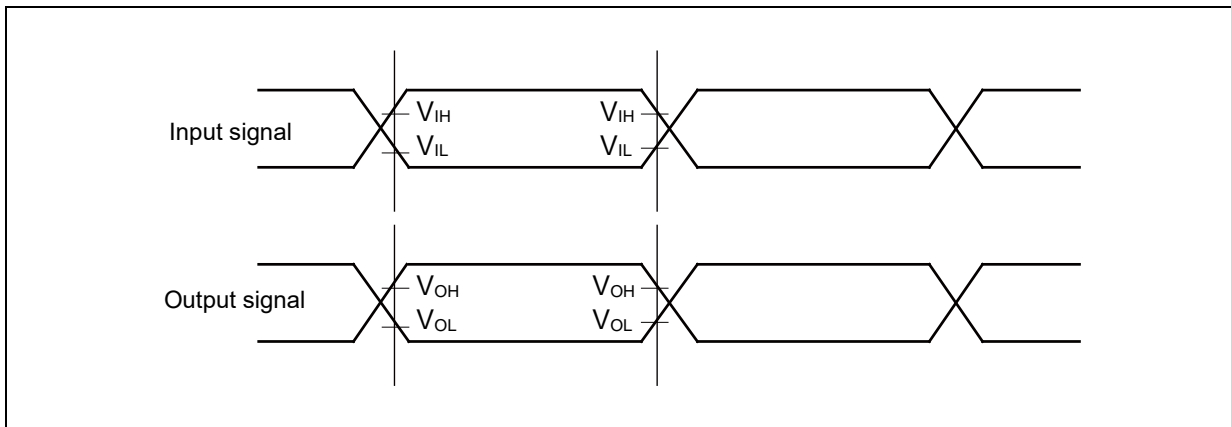 V_IH V_IH
Input signal
V_IL V_IL
V_OH V_OH
Output signal
V_OL V_OL